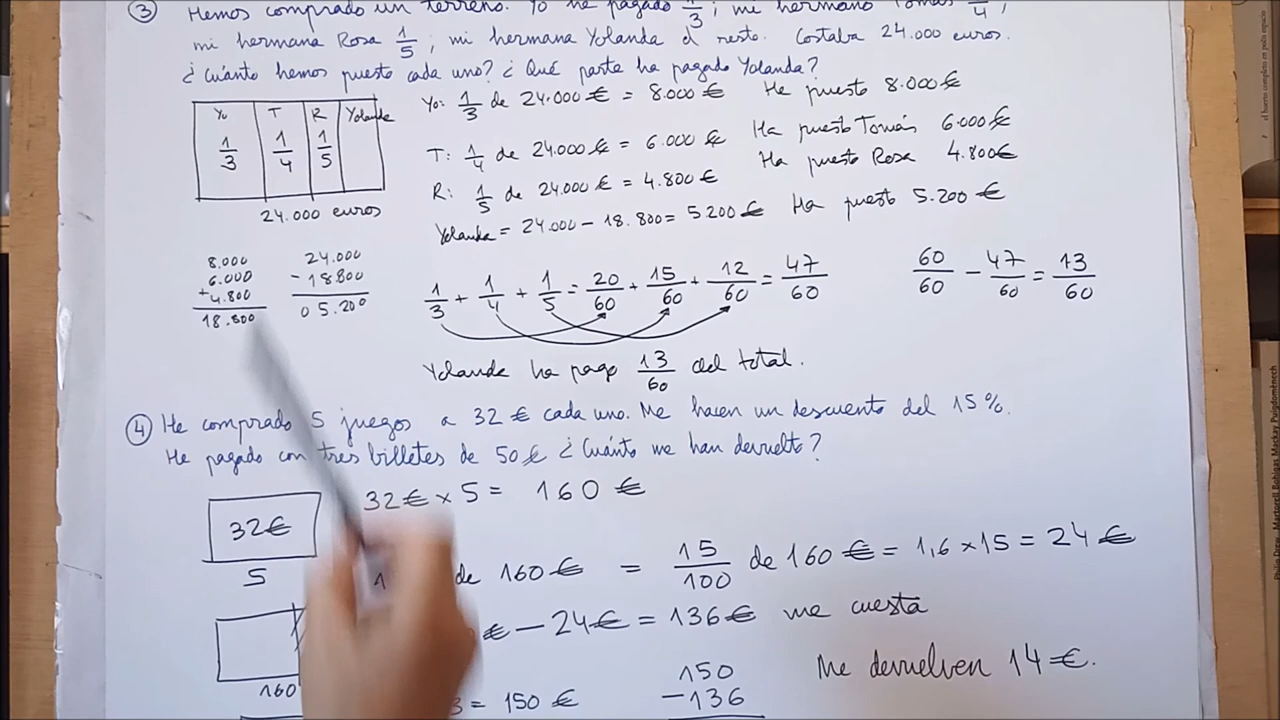 ③ Hemos comprado un terreno. Yo he pagado 1/3; mi hermano Tomás 1/4;
mi hermana Rosa 1/5; mi hermana Yolanda el resto. Costaba 24.000 euros.
¿Cuánto hemos puesto cada uno? ¿Qué parte ha pagado Yolanda?
Yo T R Yolanda
1/3 1/4 1/5
24.000 euros
Yo: 1/3 de 24.000 € = 8.000 € He puesto 8.000 €
T: 1/4 de 24.000 € = 6.000 € Ha puesto Tomás 6.000 €
R: 1/5 de 24.000 € = 4.800 € Ha puesto Rosa 4.800 €
Yolanda = 24.000 - 18.800 = 5.200 € Ha puest 5.200 €
8.000
6.000
+ 4.800
18.800
24.000
- 18.800
0 5.200
1/3 + 1/4 + 1/5 = 20/60 + 15/60 + 12/60 = 47/60
60/60 - 47/60 = 13/60
Yolanda ha pago 13/60 del total.
④ He comprado 5 juegos a 32 € cada uno. Me hacen un descuento del 15%.
He pagado con tres billetes de 50 € ¿Cuánto me han devuelto?
32€
5
32€ x 5 = 160 €
1 de 160 € = 15/100 de 160 € = 1,6 x 15 = 24 €
160
€ - 24 € = 136 € me cuesta
3 = 150 €
150
- 136
Me devuelven 14 €.